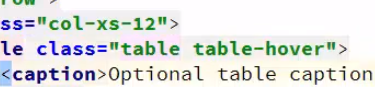 row">
ss="col-xs-12">
le class="table table-hover">
<caption>Optional table caption